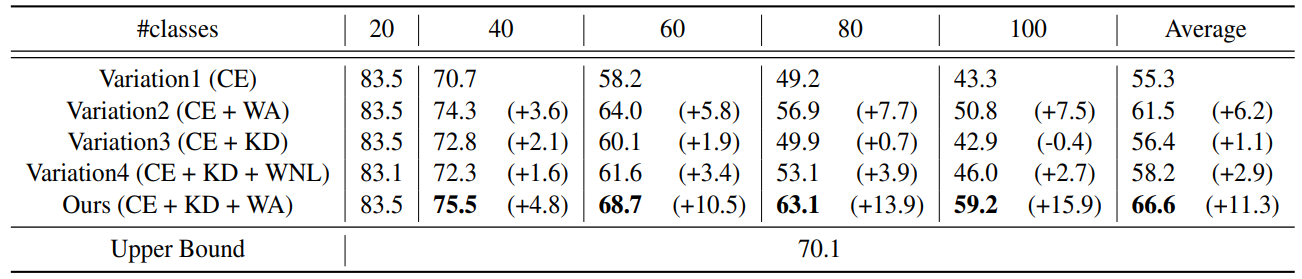 #classes 20 40 60 80 100 Average
Variation1 (CE) 83.5 70.7 58.2 49.2 43.3 55.3
Variation2 (CE + WA) 83.5 74.3 (+3.6) 64.0 (+5.8) 56.9 (+7.7) 50.8 (+7.5) 61.5 (+6.2)
Variation3 (CE + KD) 83.5 72.8 (+2.1) 60.1 (+1.9) 49.9 (+0.7) 42.9 (-0.4) 56.4 (+1.1)
Variation4 (CE + KD + WNL) 83.1 72.3 (+1.6) 61.6 (+3.4) 53.1 (+3.9) 46.0 (+2.7) 58.2 (+2.9)
Ours (CE + KD + WA) 83.5 75.5 (+4.8) 68.7 (+10.5) 63.1 (+13.9) 59.2 (+15.9) 66.6 (+11.3)
Upper Bound 70.1